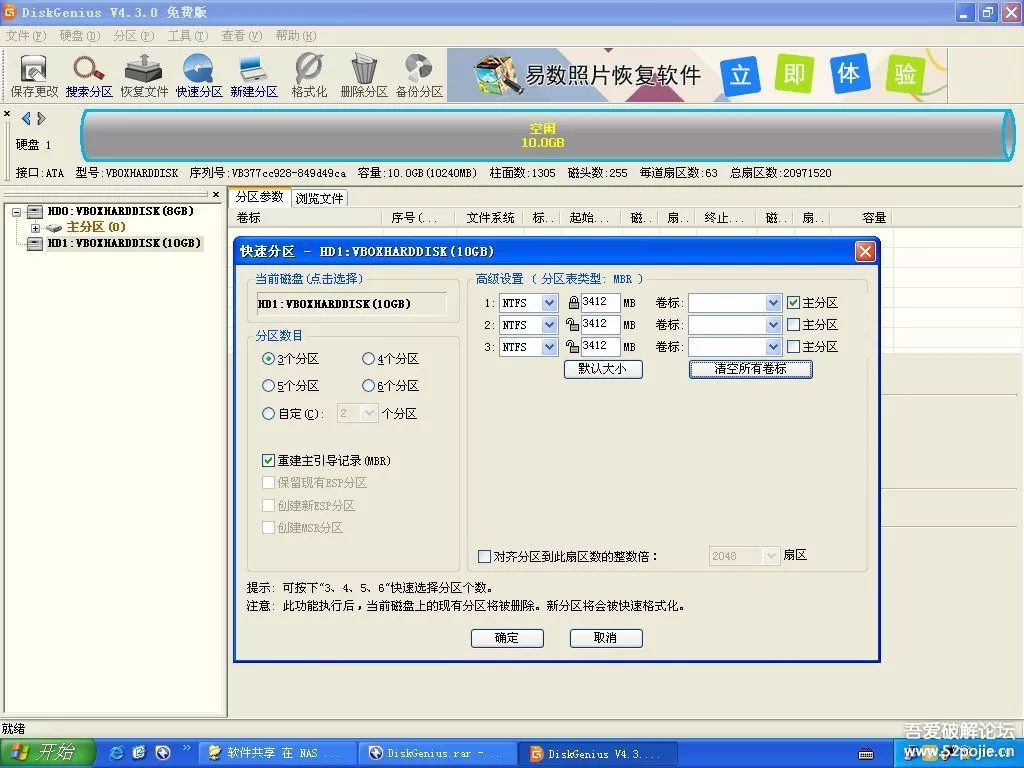 DiskGenius V4.3.0 免费版
文件(F) 硬盘(D) 分区(P) 工具(T) 查看(V) 帮助(H)
保存更改 搜索分区 恢复文件 快速分区 新建分区 格式化 删除分区 备份分区 易数照片恢复软件 立 即 体 验
硬盘 1
空闲
10.0GB
接口:ATA 型号:VBOXHARDDISK 序列号:VB377cc928-849d49ca 容量:10.0GB(10240MB) 柱面数:1305 磁头数:255 每道扇区数:63 总扇区数:20971520
HD0:VBOXHARDDISK(8GB)
主分区(0)
HD1:VBOXHARDDISK(10GB)
分区参数 浏览文件
卷标 序号(... 文件系统 标.. 起始... 磁.. 扇.. 终止... 磁.. 扇.. 容量
快速分区 - HD1:VBOXHARDDISK(10GB)
当前磁盘(点击选择)
HD1:VBOXHARDDISK(10GB)
分区数目
3个分区 4个分区
5个分区 6个分区
自定(C): 2 个分区
重建主引导记录(MBR)
保留现有ESP分区
创建新ESP分区
创建MSR分区
高级设置 ( 分区表类型: MBR )
1: NTFS 3412 MB 卷标: 主分区
2: NTFS 3412 MB 卷标: 主分区
3: NTFS 3412 MB 卷标: 主分区
默认大小 清空所有卷标
对齐分区到此扇区数的整数倍: 2048 扇区
提示: 可按下“3、4、5、6”快速选择分区个数。
注意: 此功能执行后,当前磁盘上的现有分区将被删除。新分区将会被快速格式化。
确定 取消
就绪
开始 软件共享 在 NAS ... DiskGenius.rar -... DiskGenius V4.3....
吾爱破解论坛
www.52pojie.cn